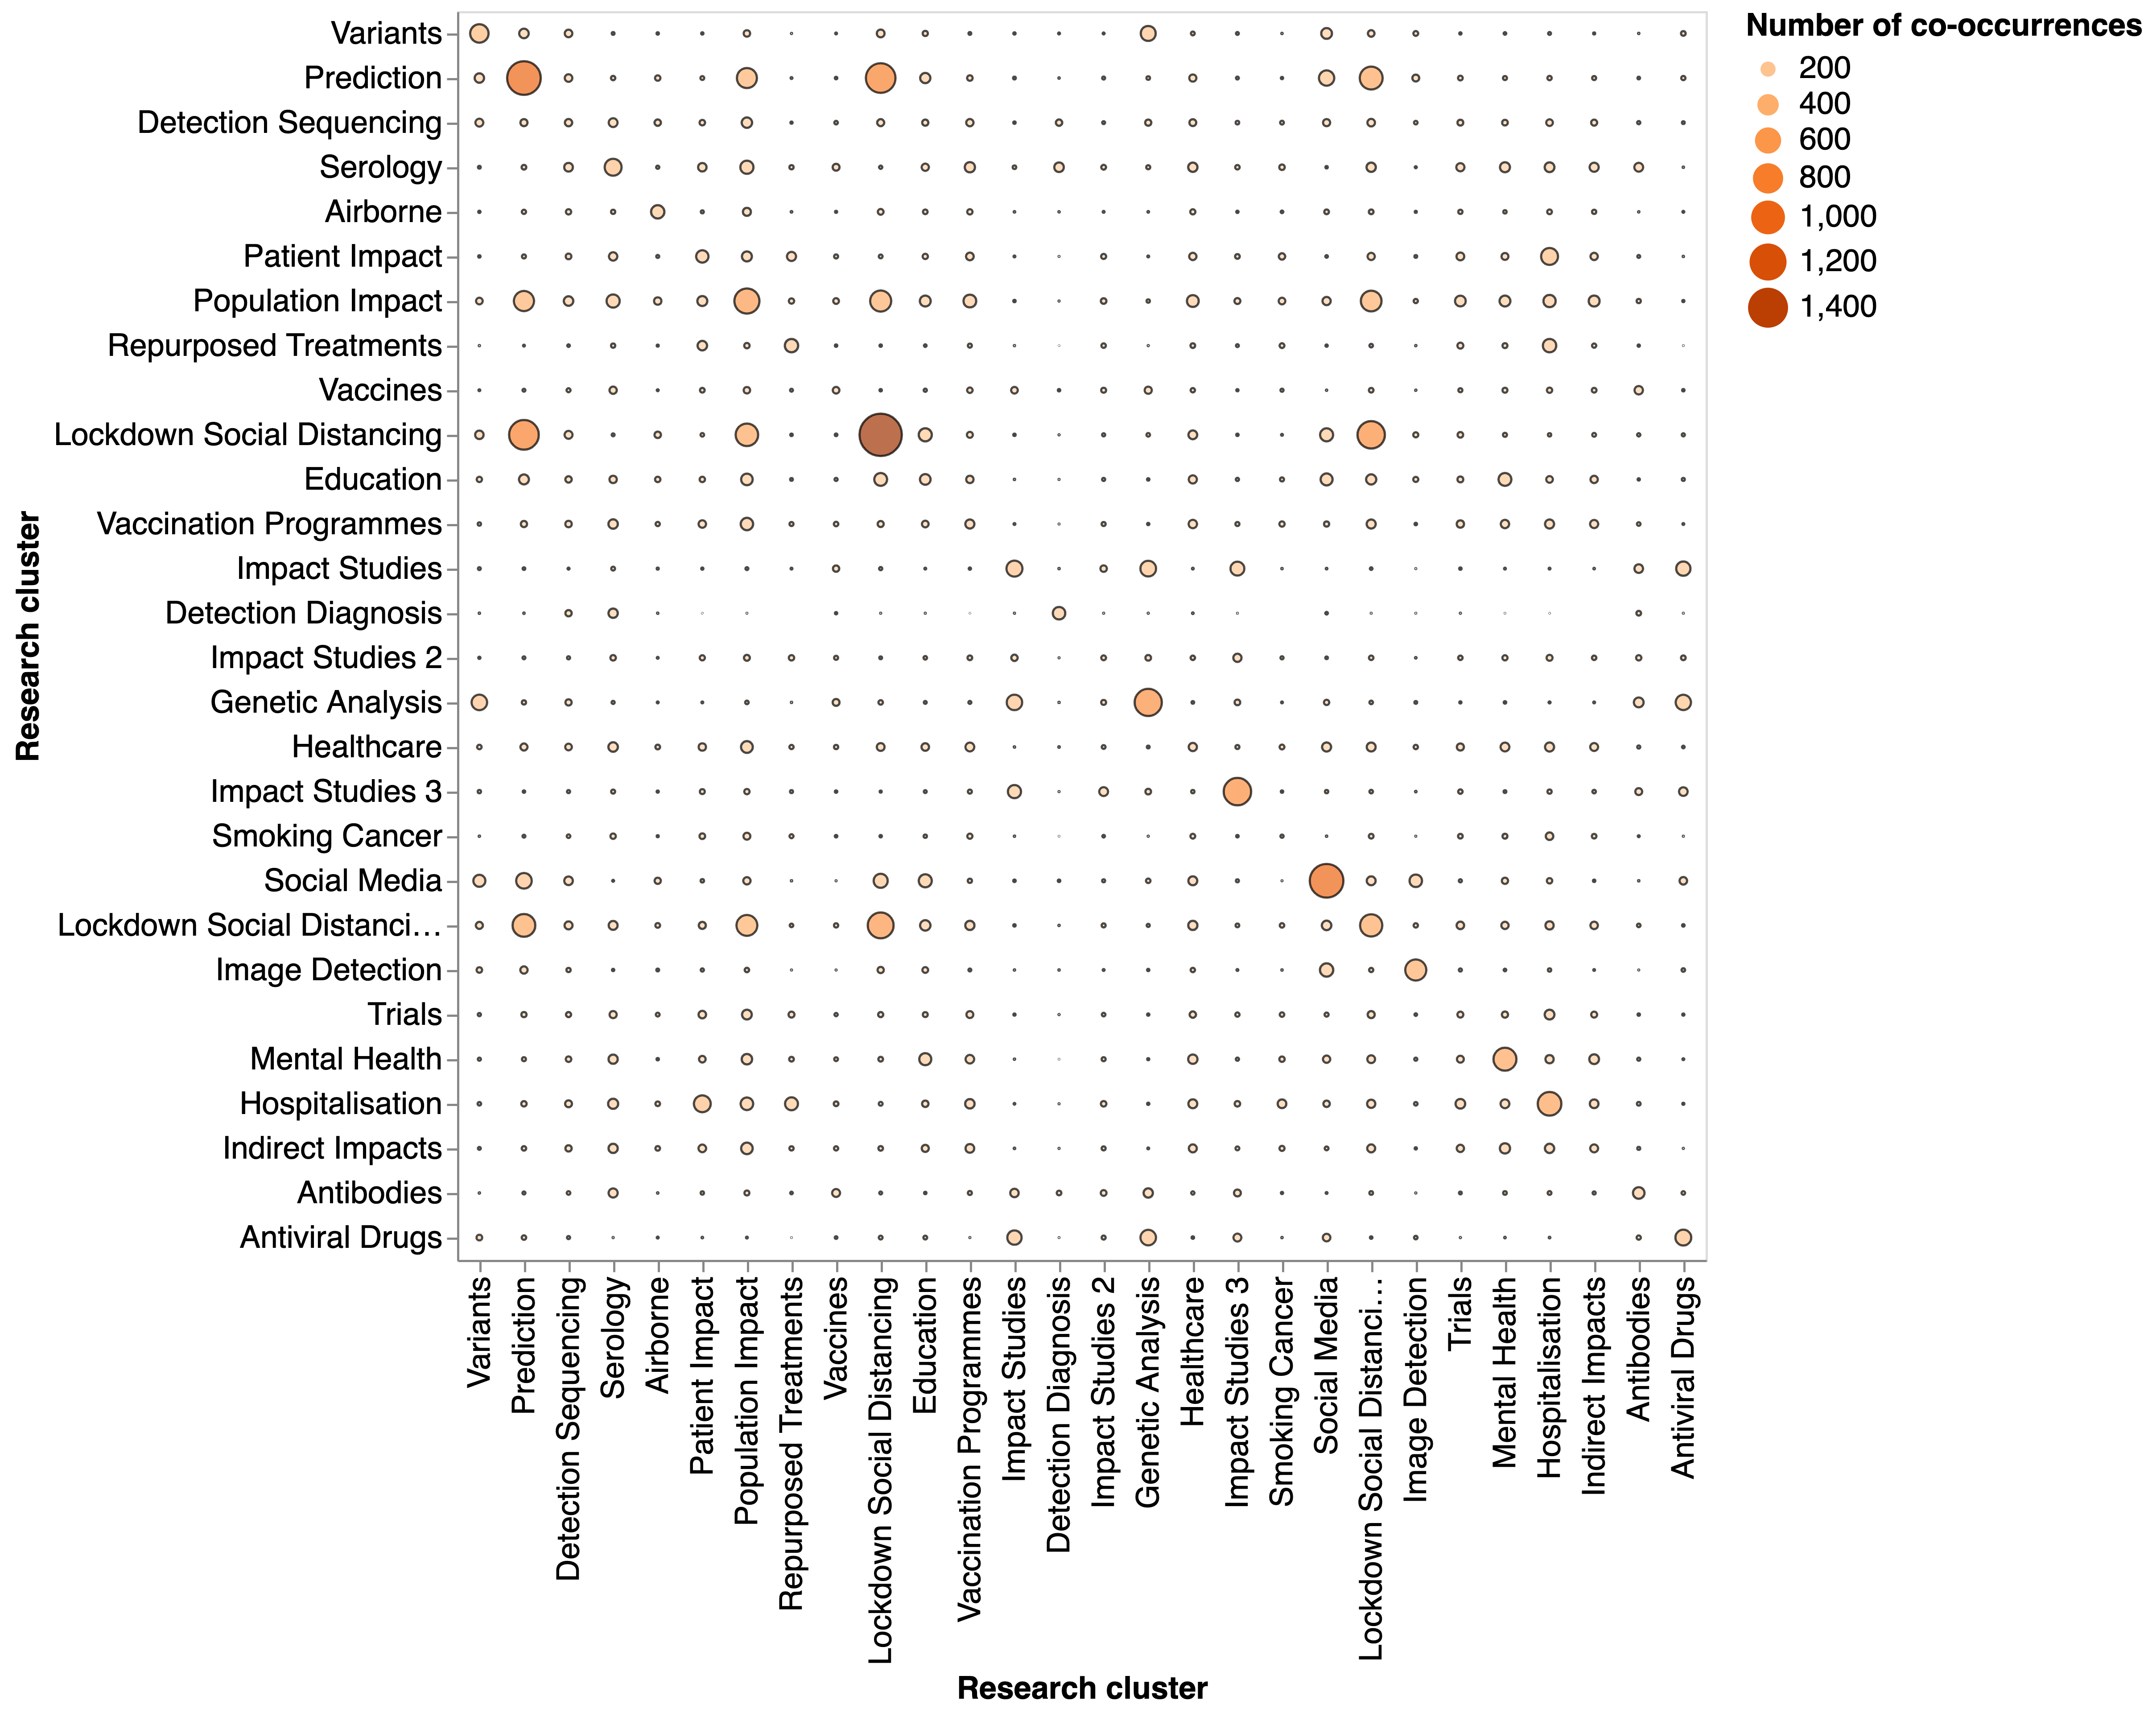 Number of co-occurrences
200
400
600
800
1,000
1,200
1,400
Research cluster
Variants
Prediction
Detection Sequencing
Serology
Airborne
Patient Impact
Population Impact
Repurposed Treatments
Vaccines
Lockdown Social Distancing
Education
Vaccination Programmes
Impact Studies
Detection Diagnosis
Impact Studies 2
Genetic Analysis
Healthcare
Impact Studies 3
Smoking Cancer
Social Media
Lockdown Social Distanci…
Image Detection
Trials
Mental Health
Hospitalisation
Indirect Impacts
Antibodies
Antiviral Drugs
Variants
Prediction
Detection Sequencing
Serology
Airborne
Patient Impact
Population Impact
Repurposed Treatments
Vaccines
Lockdown Social Distancing
Education
Vaccination Programmes
Impact Studies
Detection Diagnosis
Impact Studies 2
Genetic Analysis
Healthcare
Impact Studies 3
Smoking Cancer
Social Media
Lockdown Social Distanci…
Image Detection
Trials
Mental Health
Hospitalisation
Indirect Impacts
Antibodies
Antiviral Drugs
Research cluster